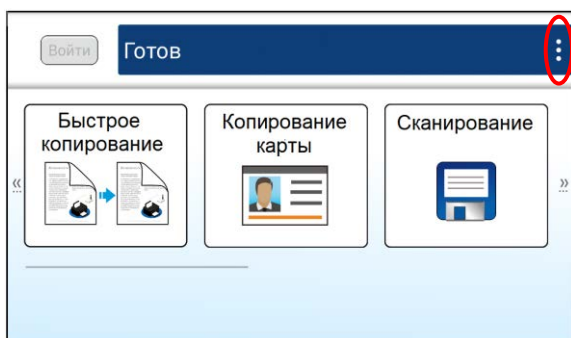 Войти
Готов
Быстрое
копирование
Копирование
карты
Сканирование
«
»